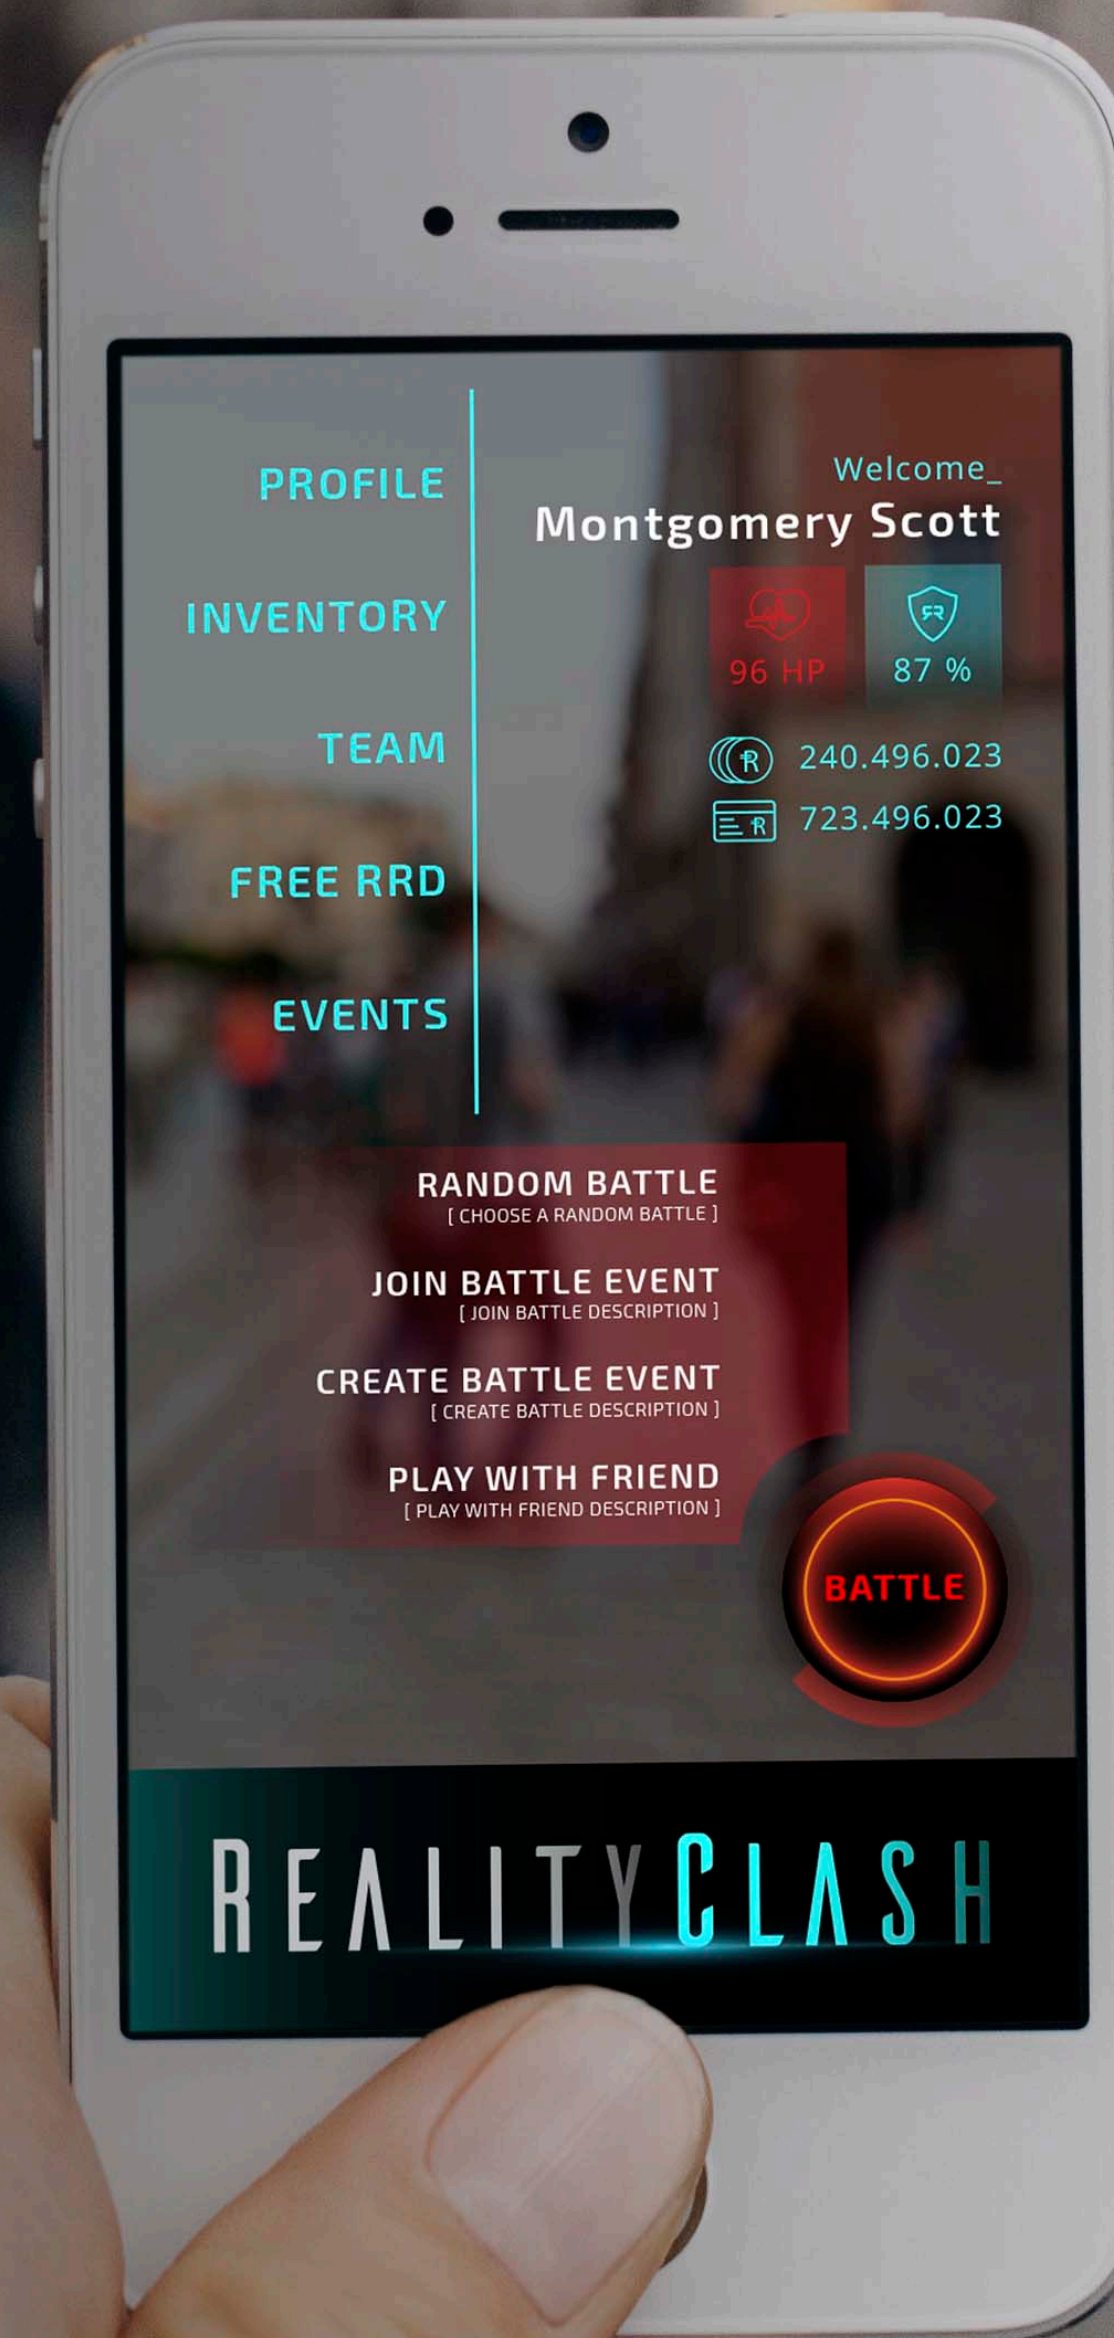 PROFILE
INVENTORY
TEAM
FREE RRD
EVENTS
Welcome_
Montgomery Scott
96 HP
87 %
240.496.023
723.496.023
RANDOM BATTLE
[ CHOOSE A RANDOM BATTLE ]
JOIN BATTLE EVENT
[ JOIN BATTLE DESCRIPTION ]
CREATE BATTLE EVENT
[ CREATE BATTLE DESCRIPTION ]
PLAY WITH FRIEND
[ PLAY WITH FRIEND DESCRIPTION ]
BATTLE
REALITYCLASH